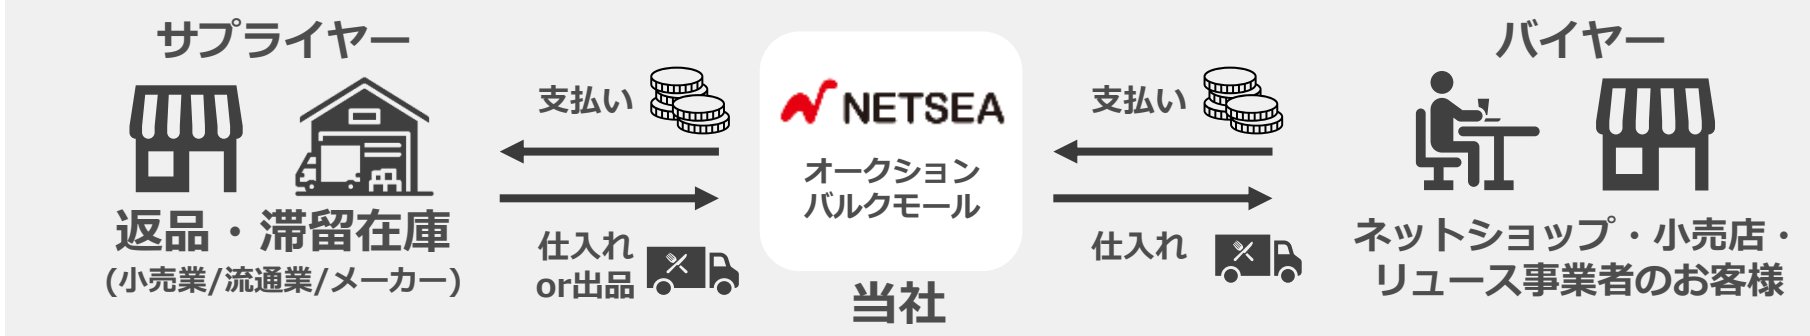 サプライヤー
返品・滞留在庫
(小売業/流通業/メーカー)
支払い
仕入れ
or出品
NETSEA
オークション
バルクモール
当社
支払い
仕入れ
バイヤー
ネットショップ・小売店・
リユース事業者のお客様